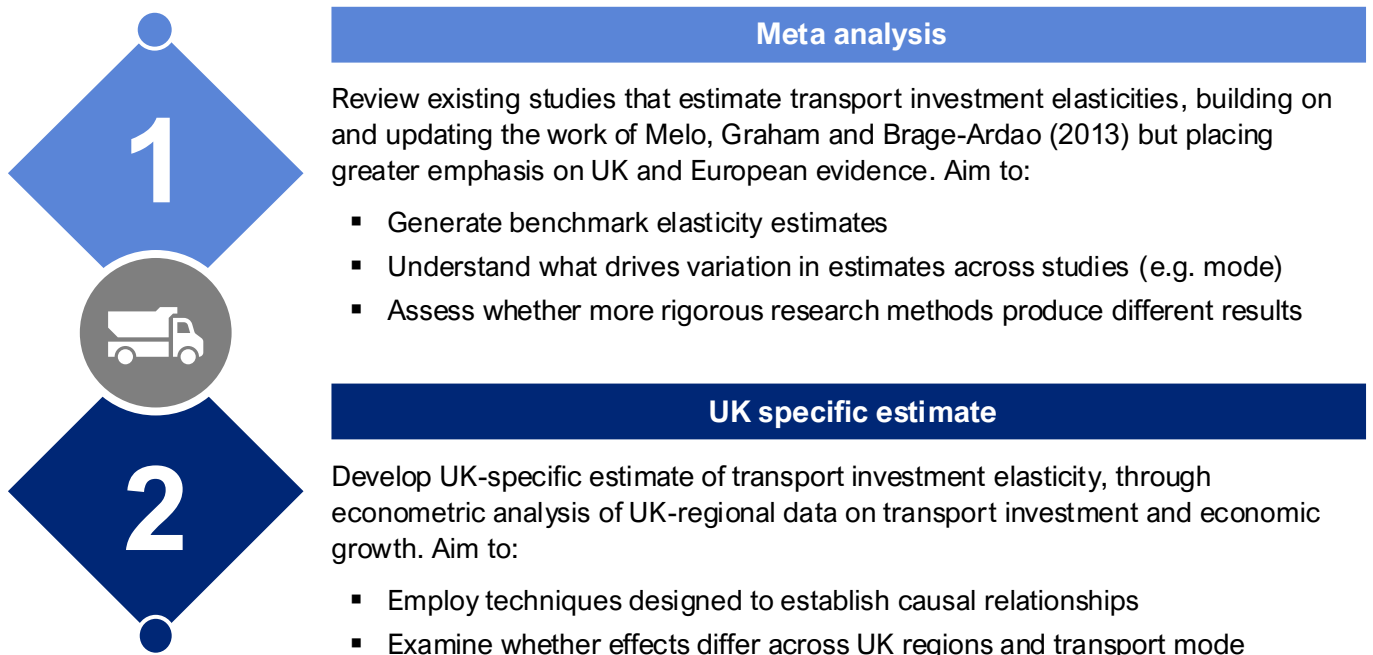 1
Meta analysis
Review existing studies that estimate transport investment elasticities, building on
and updating the work of Melo, Graham and Brage-Ardao (2013) but placing
greater emphasis on UK and European evidence. Aim to:
▪ Generate benchmark elasticity estimates
▪ Understand what drives variation in estimates across studies (e.g. mode)
▪ Assess whether more rigorous research methods produce different results
2
UK specific estimate
Develop UK-specific estimate of transport investment elasticity, through
econometric analysis of UK-regional data on transport investment and economic
growth. Aim to:
▪ Employ techniques designed to establish causal relationships
▪ Examine whether effects differ across UK regions and transport mode